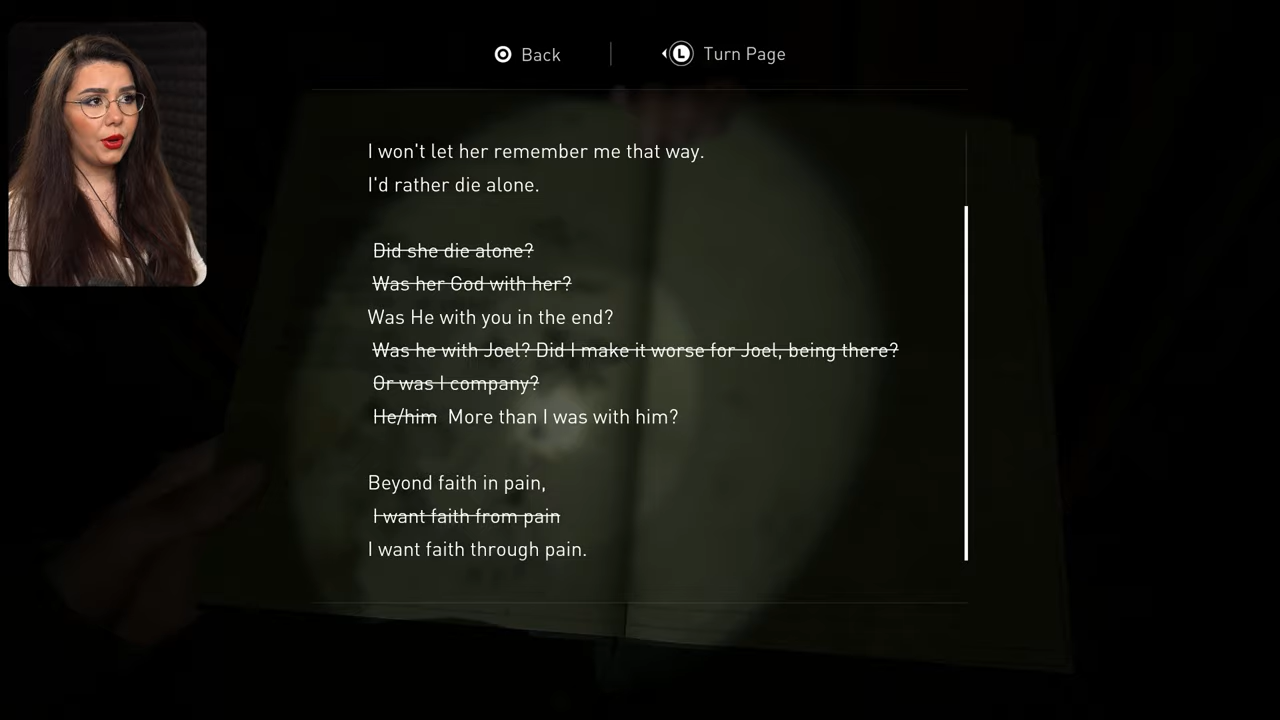 Back
L Turn Page
I won't let her remember me that way.
I'd rather die alone.
Did she die alone?
Was her God with her?
Was He with you in the end?
Was he with Joel? Did I make it worse for Joel, being there?
Or was I company?
He/him More than I was with him?
Beyond faith in pain,
I want faith from pain
I want faith through pain.